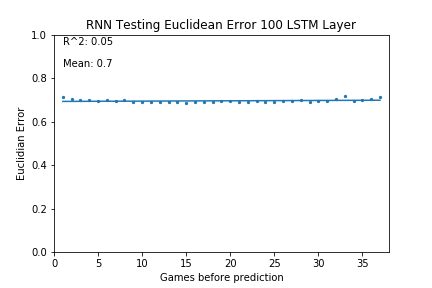 RNN Testing Euclidean Error 100 LSTM Layer
R^2: 0.05
Mean: 0.7
1.0
0.8
0.6
0.4
0.2
0.0
Euclidian Error
0 5 10 15 20 25 30 35
Games before prediction